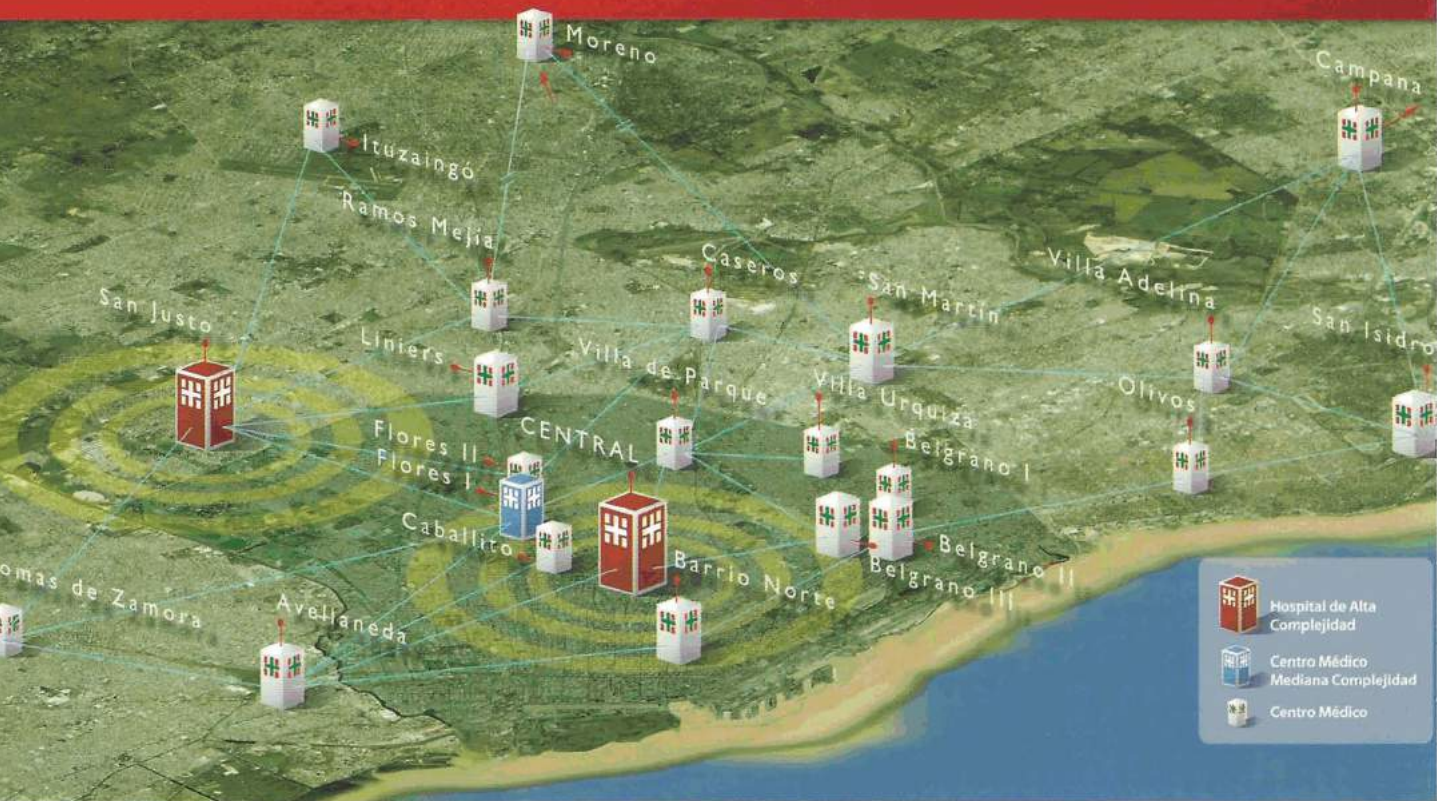 Moreno
Campana
Ituzaingó
Ramos Mejía
Caseros
San Martín
Villa Adelina
San Justo
San Isidro
Liniers
Villa de Parque
Villa Urquiza
Olivos
Flores II
CENTRAL
Belgrano I
Flores I
Caballito
Barrio Norte
Belgrano II
Belgrano III
omas de Zamora
Avellaneda
Hospital de Alta
Complejidad
Centro Médico
Mediana Complejidad
Centro Médico